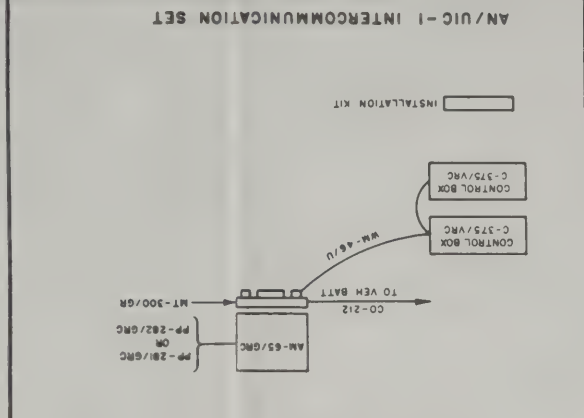 AM-65/GRC
PP-281/GRC
OR
PP-282/GRC
MT-300/GR
CO-212
TO VEH BATT
WM-46/U
CONTROL BOX
C-375/VRC
CONTROL BOX
C-375/VRC
INSTALLATION KIT
AN/UIC-1 INTERCOMMUNICATION SET